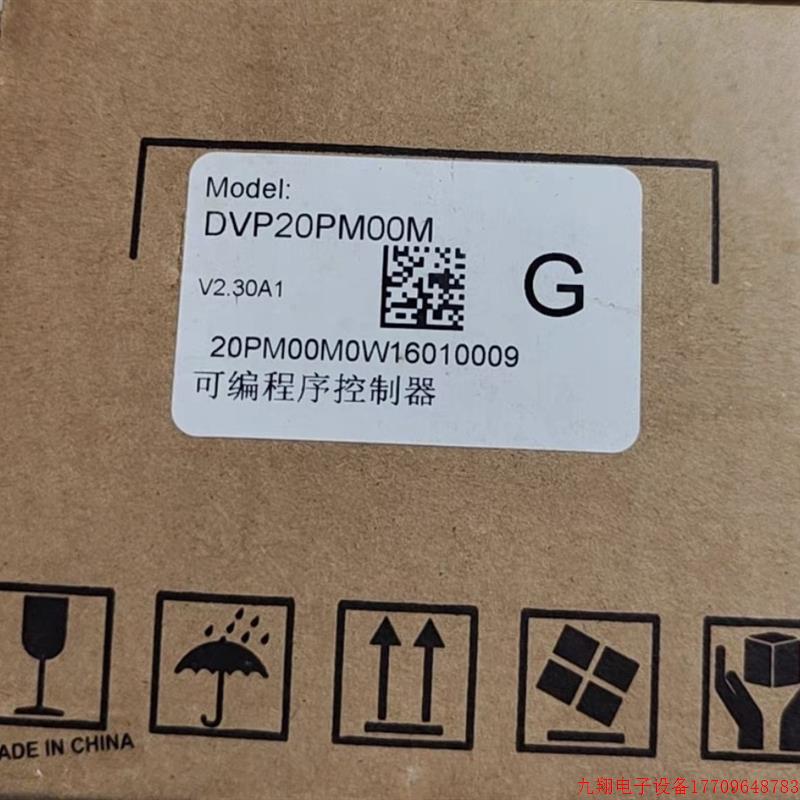 Model:
DVP20PM00M
V2.30A1
G
20PM00M0W16010009
可编程序控制器
ADE IN CHINA
九翔电子设备17709648783